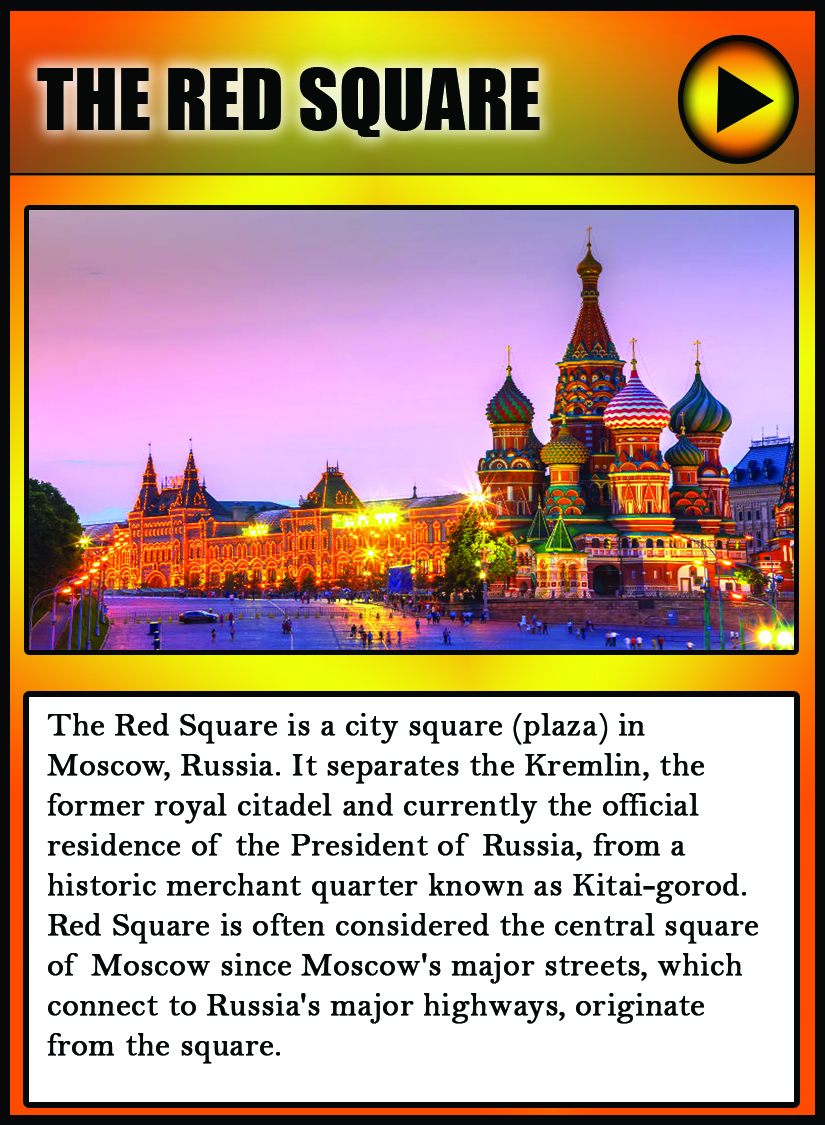 THE RED SQUARE
The Red Square is a city square (plaza) in
Moscow, Russia. It separates the Kremlin, the
former royal citadel and currently the official
residence of the President of Russia, from a
historic merchant quarter known as Kitai-gorod.
Red Square is often considered the central square
of Moscow since Moscow's major streets, which
connect to Russia's major highways, originate
from the square.